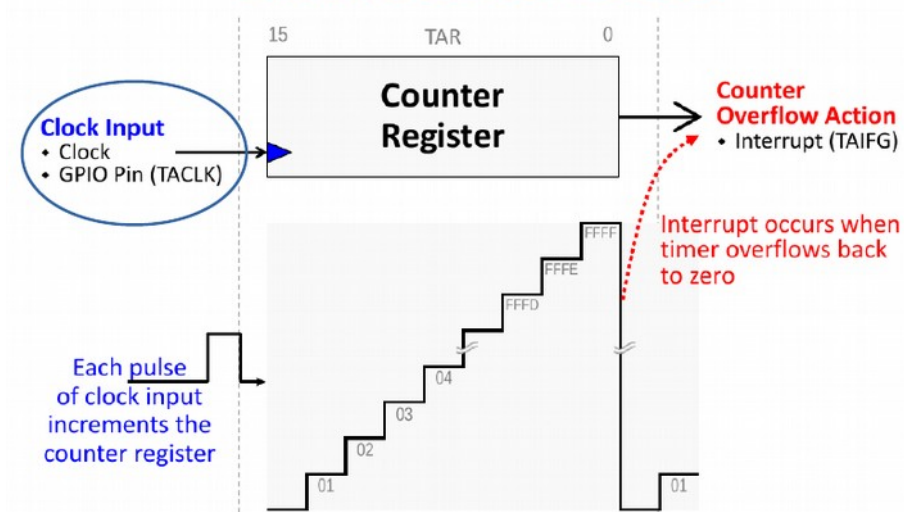 15 TAR 0
Counter
Register
Clock Input
• Clock
• GPIO Pin (TACLK)
Counter
Overflow Action
• Interrupt (TAIFG)
Interrupt occurs when
timer overflows back
to zero
Each pulse
of clock input
increments the
counter register
01
02
03
04
FFFD
FFFE
FFFF
01